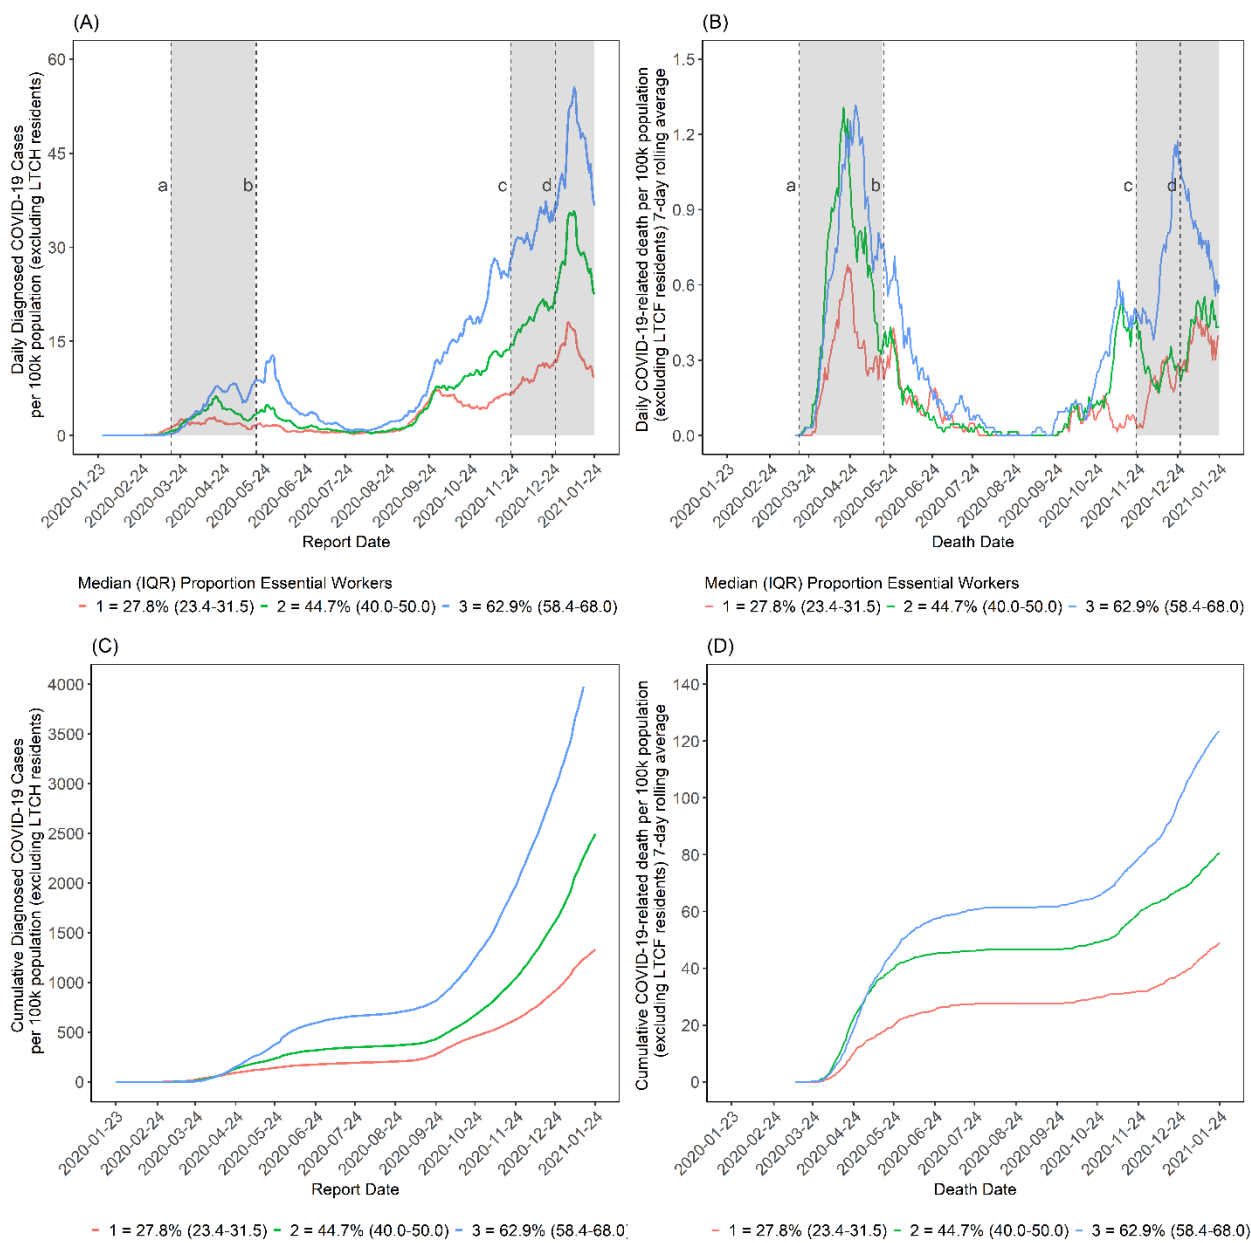 (A)
Daily Diagnosed COVID-19 Cases
per 100k population (excluding LTCH residents)
60
45
30
15
0
a
b
c
d
2020-01-23
2020-02-24
2020-03-24
2020-04-24
2020-05-24
2020-06-24
2020-07-24
2020-08-24
2020-09-24
2020-10-24
2020-11-24
2020-12-24
2021-01-24
Report Date
Median (IQR) Proportion Essential Workers
1 = 27.8% (23.4-31.5) 2 = 44.7% (40.0-50.0) 3 = 62.9% (58.4-68.0)
(B)
Daily COVID-19-related death per 100k population
(excluding LTCF residents) 7-day rolling average
1.5
1.2
0.9
0.6
0.3
0.0
a
b
c
d
2020-01-23
2020-02-24
2020-03-24
2020-04-24
2020-05-24
2020-06-24
2020-07-24
2020-08-24
2020-09-24
2020-10-24
2020-11-24
2020-12-24
2021-01-24
Death Date
Median (IQR) Proportion Essential Workers
1 = 27.8% (23.4-31.5) 2 = 44.7% (40.0-50.0) 3 = 62.9% (58.4-68.0)
(C)
Cumulative Diagnosed COVID-19 Cases
per 100k population (excluding LTCH residents)
4000
3500
3000
2500
2000
1500
1000
500
0
2020-01-23
2020-02-24
2020-03-24
2020-04-24
2020-05-24
2020-06-24
2020-07-24
2020-08-24
2020-09-24
2020-10-24
2020-11-24
2020-12-24
2021-01-24
Report Date
1 = 27.8% (23.4-31.5) 2 = 44.7% (40.0-50.0) 3 = 62.9% (58.4-68.0)
(D)
Cumulative COVID-19-related death per 100k population
(excluding LTCF residents) 7-day rolling average
140
120
100
80
60
40
20
0
2020-01-23
2020-02-24
2020-03-24
2020-04-24
2020-05-24
2020-06-24
2020-07-24
2020-08-24
2020-09-24
2020-10-24
2020-11-24
2020-12-24
2021-01-24
Death Date
1 = 27.8% (23.4-31.5) 2 = 44.7% (40.0-50.0) 3 = 62.9% (58.4-68.0)